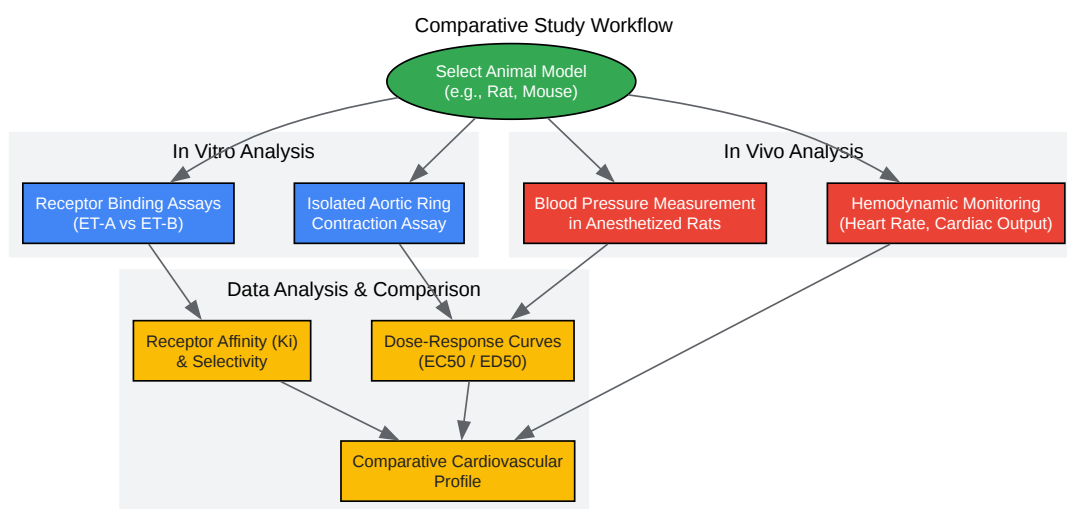 Comparative Study Workflow
Select Animal Model
(e.g., Rat, Mouse)
In Vitro Analysis
In Vivo Analysis
Receptor Binding Assays
(ET-A vs ET-B)
Isolated Aortic Ring
Contraction Assay
Blood Pressure Measurement
in Anesthetized Rats
Hemodynamic Monitoring
(Heart Rate, Cardiac Output)
Data Analysis & Comparison
Receptor Affinity (Ki)
& Selectivity
Dose-Response Curves
(EC50 / ED50)
Comparative Cardiovascular
Profile